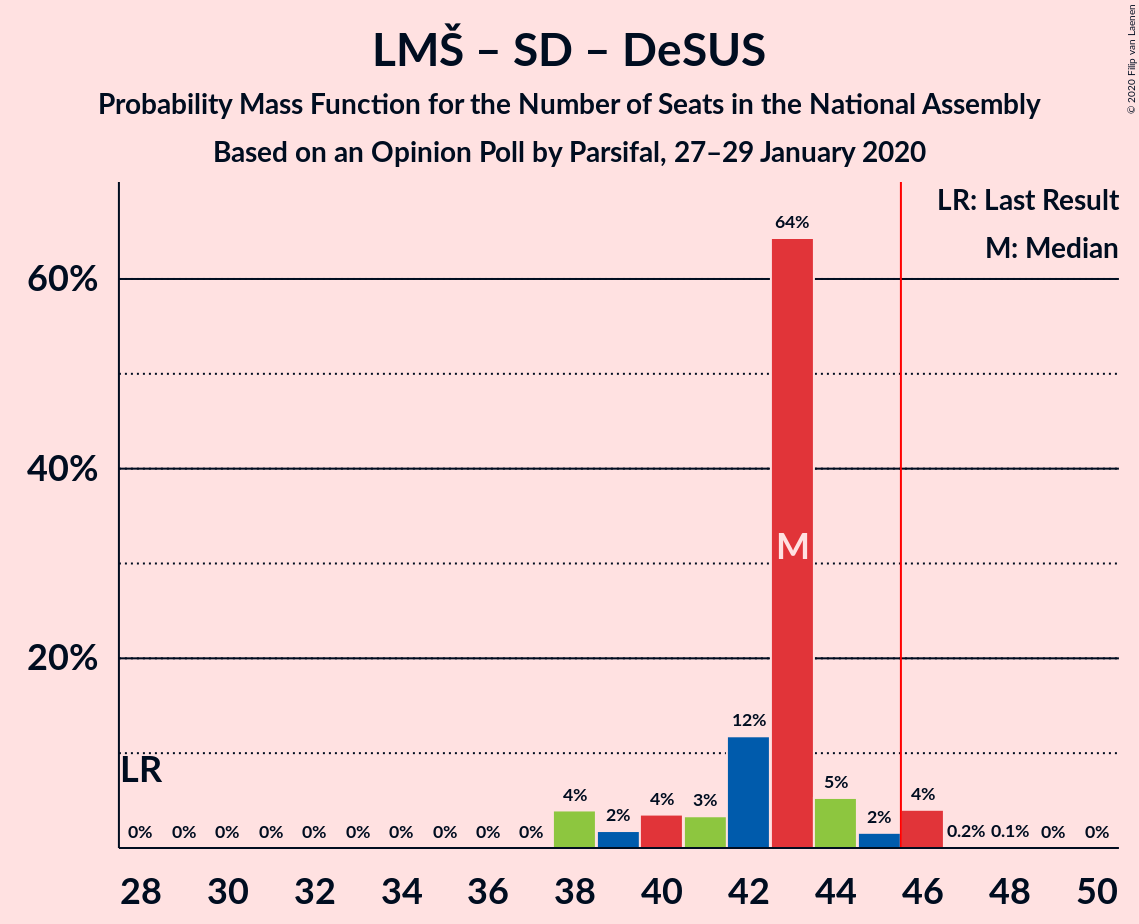 LMŠ – SD – DeSUS
Probability Mass Function for the Number of Seats in the National Assembly
Based on an Opinion Poll by Parsifal, 27–29 January 2020
© 2020 Filip van Laenen
LR: Last Result
M: Median
60%
40%
20%
64%
M
12%
LR
0% 0% 0% 0% 0% 0% 0% 0% 0% 0% 4% 2% 4% 3% 5% 2% 4% 0.2% 0.1% 0% 0%
28 30 32 34 36 38 40 42 44 46 48 50